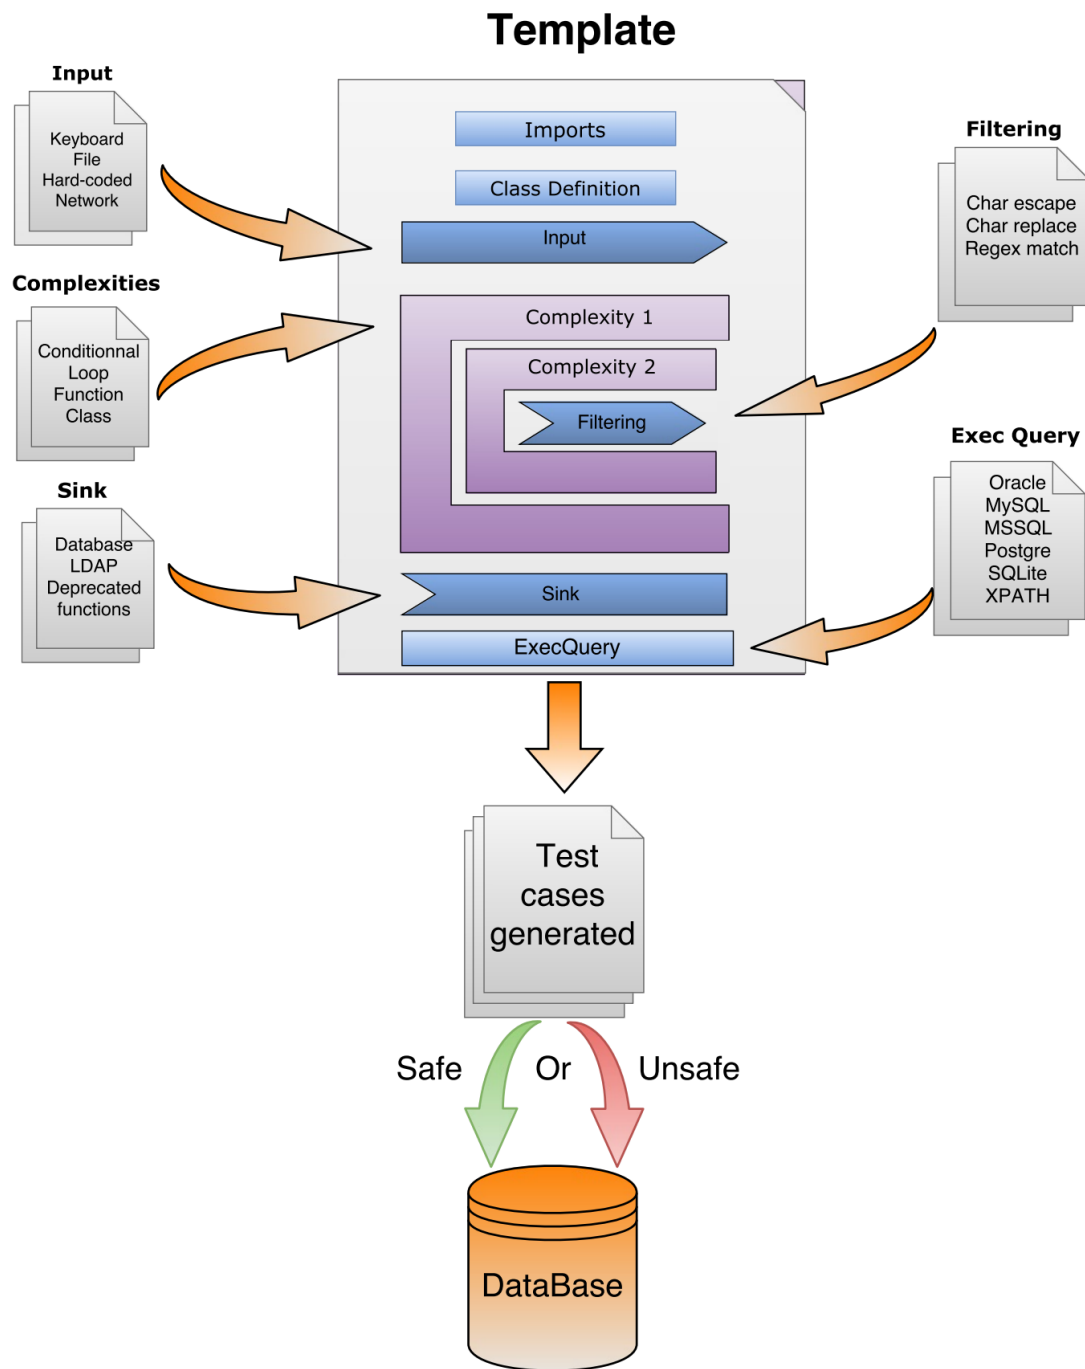 Template
Input
Keyboard
File
Hard-coded
Network
Complexities
Conditionnal
Loop
Function
Class
Sink
Database
LDAP
Deprecated
functions
Imports
Class Definition
Input
Complexity 1
Complexity 2
Filtering
Sink
ExecQuery
Filtering
Char escape
Char replace
Regex match
Exec Query
Oracle
MySQL
MSSQL
Postgre
SQLite
XPATH
Test
cases
generated
Safe Or Unsafe
DataBase